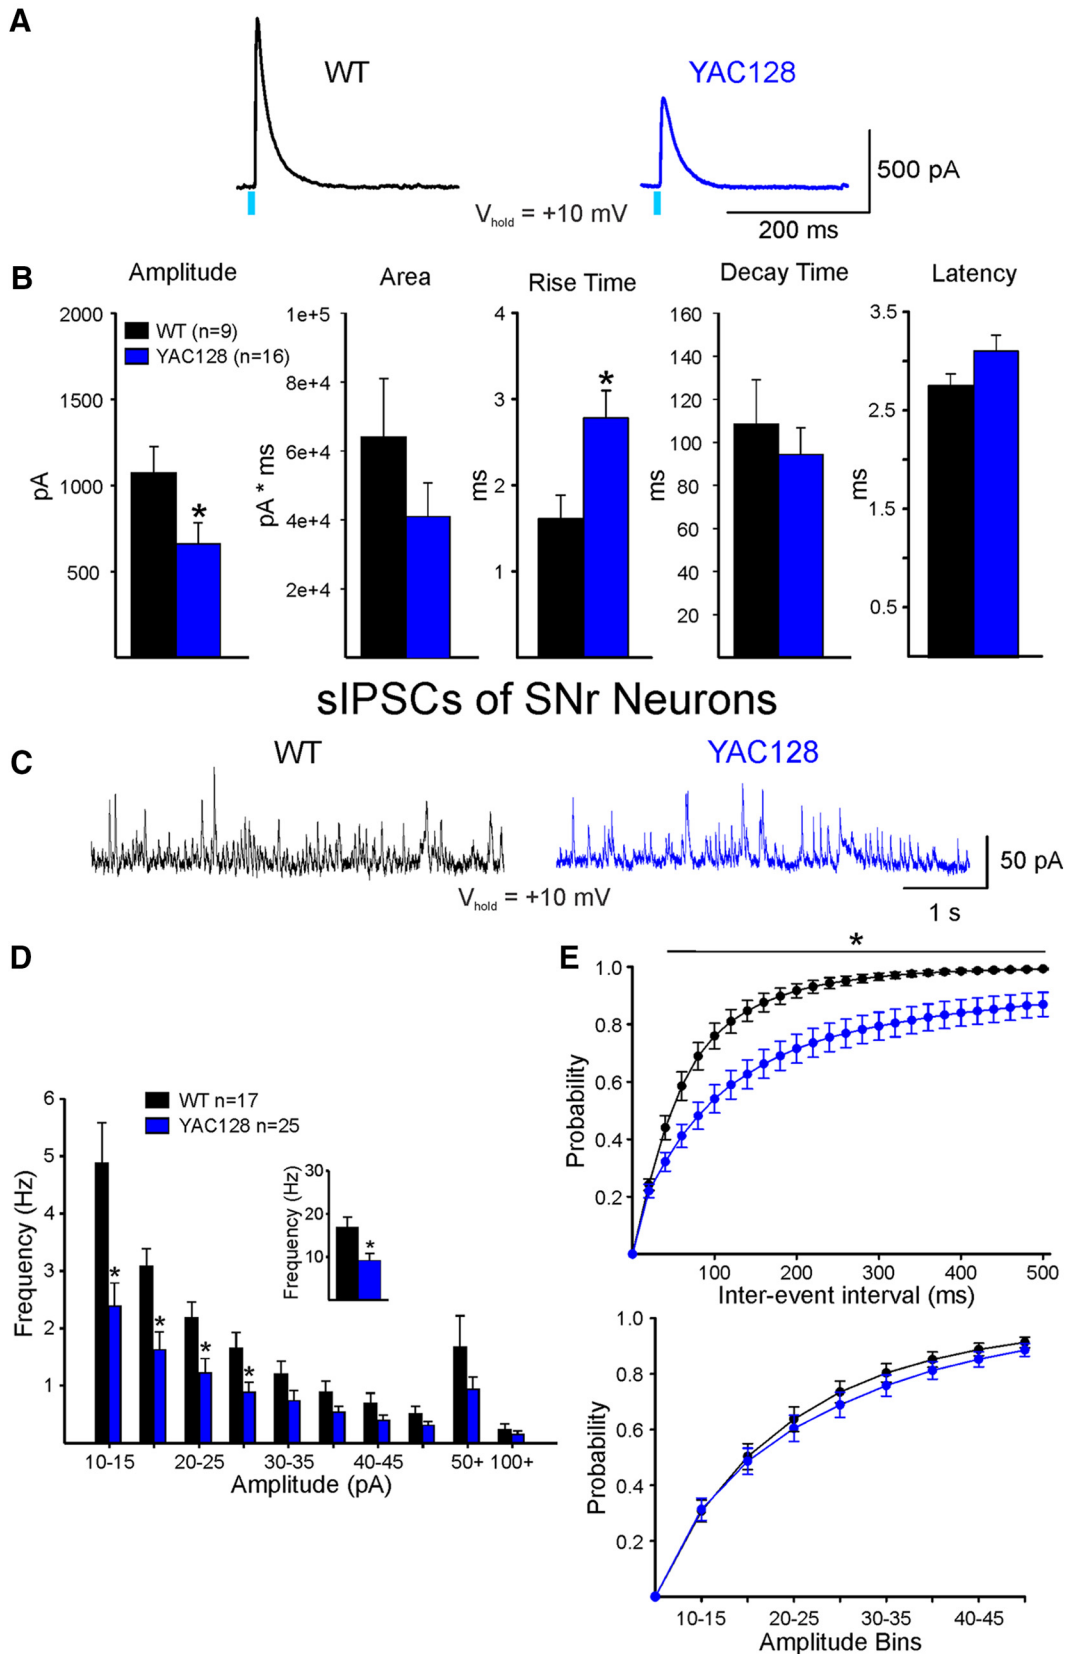 A
WT
YAC128
500 pA
V hold = +10 mV
200 ms
B
Amplitude
Area
Rise Time
Decay Time
Latency
2000
1500
1000
500
pA
WT (n=9)
YAC128 (n=16)
*
1e+5
8e+4
6e+4
4e+4
2e+4
pA * ms
4
3
2
1
ms
*
160
140
120
100
80
60
40
20
ms
3.5
2.5
1.5
0.5
ms
sIPSCs of SNr Neurons
C
WT
YAC128
50 pA
V hold = +10 mV
1 s
D
6
5
4
3
2
1
Frequency (Hz)
WT n=17
YAC128 n=25
*
*
*
*
10-15
20-25
30-35
40-45
50+
100+
Amplitude (pA)
30
20
10
Frequency (Hz)
*
E
*
1.0
0.8
0.6
0.4
0.2
Probability
100
200
300
400
500
Inter-event interval (ms)
1.0
0.8
0.6
0.4
0.2
Probability
10-15
20-25
30-35
40-45
Amplitude Bins